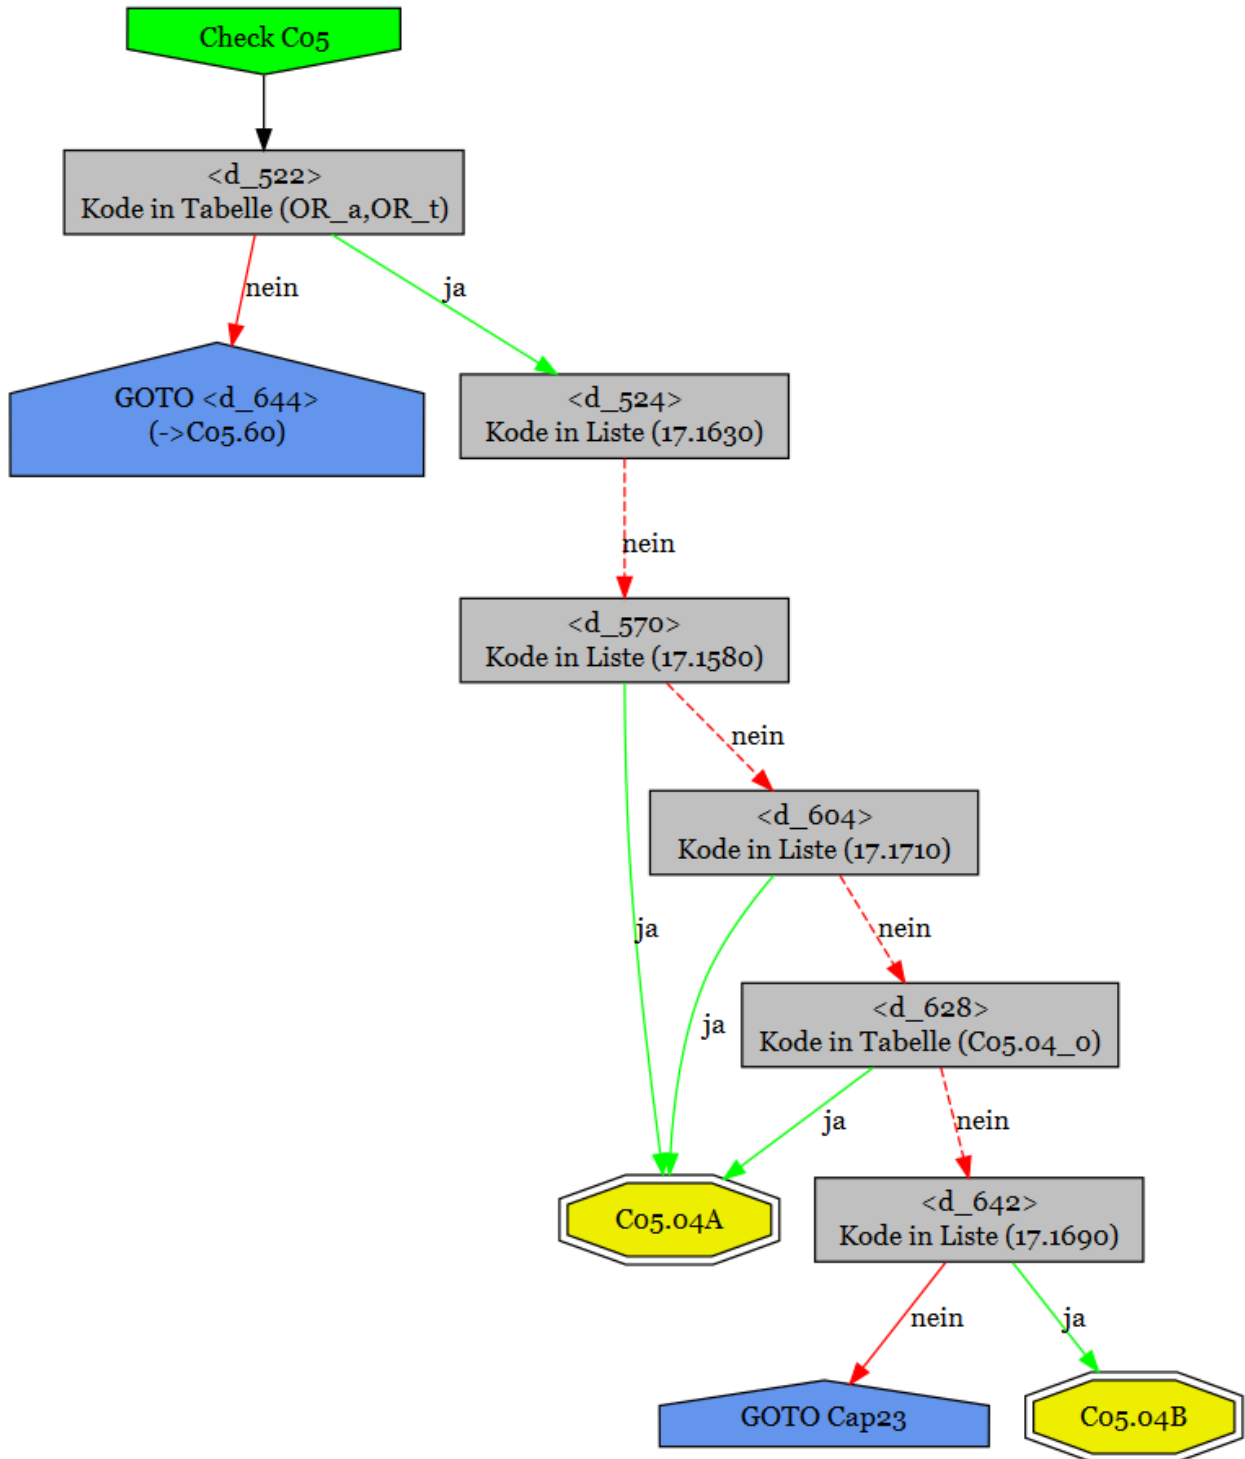 Check C05
<d_522>
Kode in Tabelle (OR_a,OR_t)
nein
ja
GOTO <d_644>
(->C05.60)
<d_524>
Kode in Liste (17.1630)
nein
<d_570>
Kode in Liste (17.1580)
nein
<d_604>
Kode in Liste (17.1710)
ja
nein
<d_628>
Kode in Tabelle (C05.04_0)
ja
ja
nein
C05.04A
<d_642>
Kode in Liste (17.1690)
nein
ja
GOTO Cap23
C05.04B